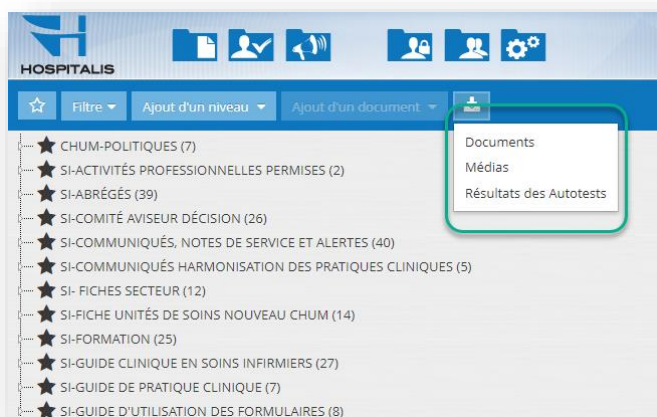 HOSPITALIS
Filtre
Ajout d'un niveau
Ajout d'un document
Documents
Médias
Résultats des Autotests
CHUM-POLITIQUES (7)
SI-ACTIVITÉS PROFESSIONNELLES PERMISES (2)
SI-ABRÉGÉS (39)
SI-COMITÉ AVISEUR DÉCISION (26)
SI-COMMUNIQUÉS, NOTES DE SERVICE ET ALERTES (40)
SI-COMMUNIQUÉS HARMONISATION DES PRATIQUES CLINIQUES (5)
SI- FICHES SECTEUR (12)
SI-FICHE UNITÉS DE SOINS NOUVEAU CHUM (14)
SI-FORMATION (25)
SI-GUIDE CLINIQUE EN SOINS INFIRMIERS (27)
SI-GUIDE DE PRATIQUE CLINIQUE (7)
SI-GUIDE D'UTILISATION DES FORMULAIRES (8)